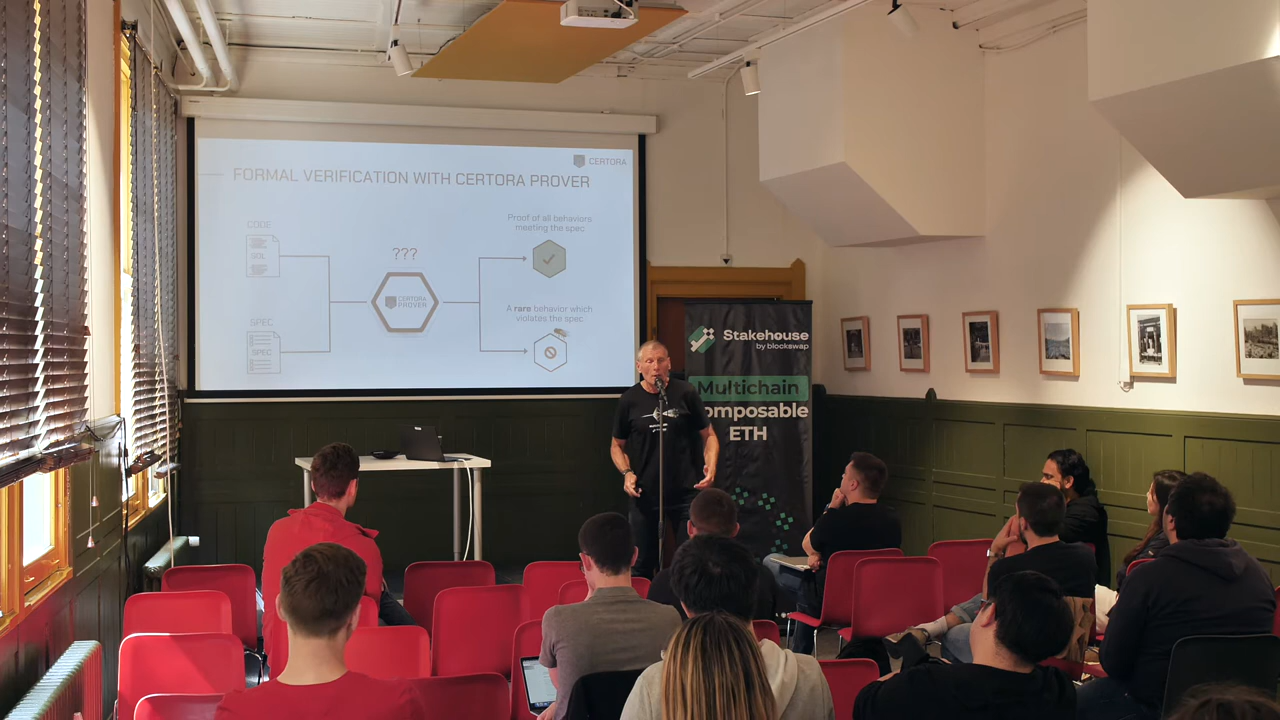 CERTORA
FORMAL VERIFICATION WITH CERTORA PROVER
CODE
SOL
SPEC
SPEC
???
CERTORA
PROVER
Proof of all behaviors
meeting the spec
A rare behavior which
violates the spec
Stakehouse
by blockswap
Multichain
omposable
ETH